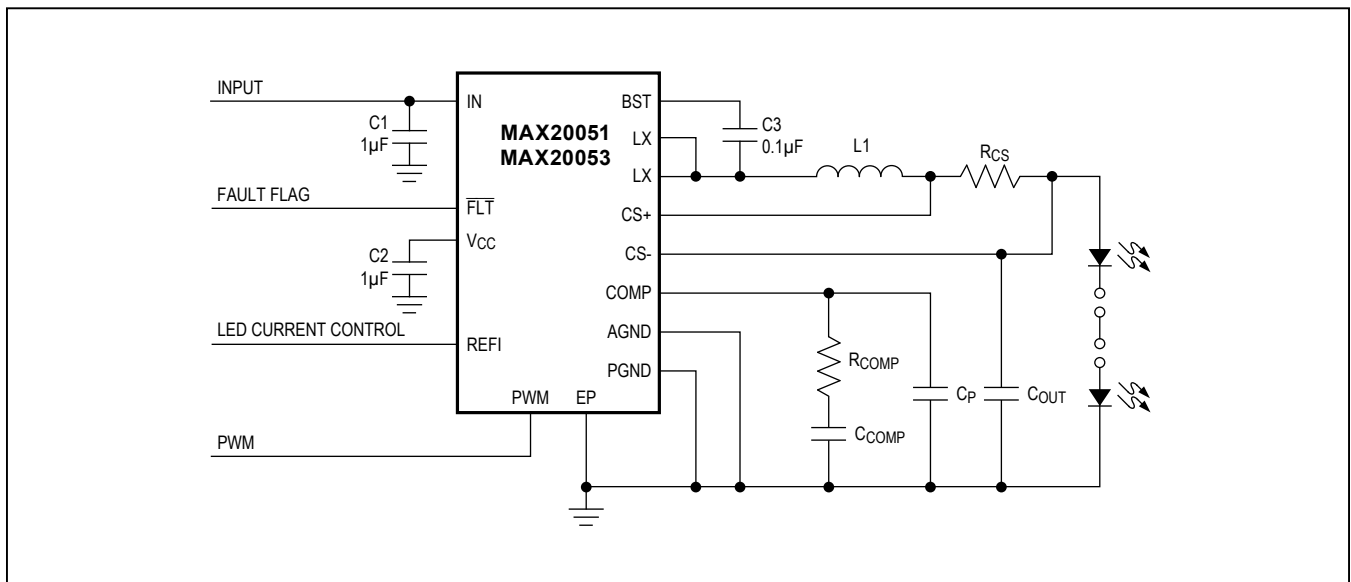 INPUT
C1
1μF
FAULT FLAG
C2
1μF
LED CURRENT CONTROL
PWM
IN
FLT
VCC
REFI
PWM
EP
MAX20051
MAX20053
BST
LX
LX
CS+
CS-
COMP
AGND
PGND
C3
0.1μF
L1
RCS
RCOMP
CCOMP
CP
COUT